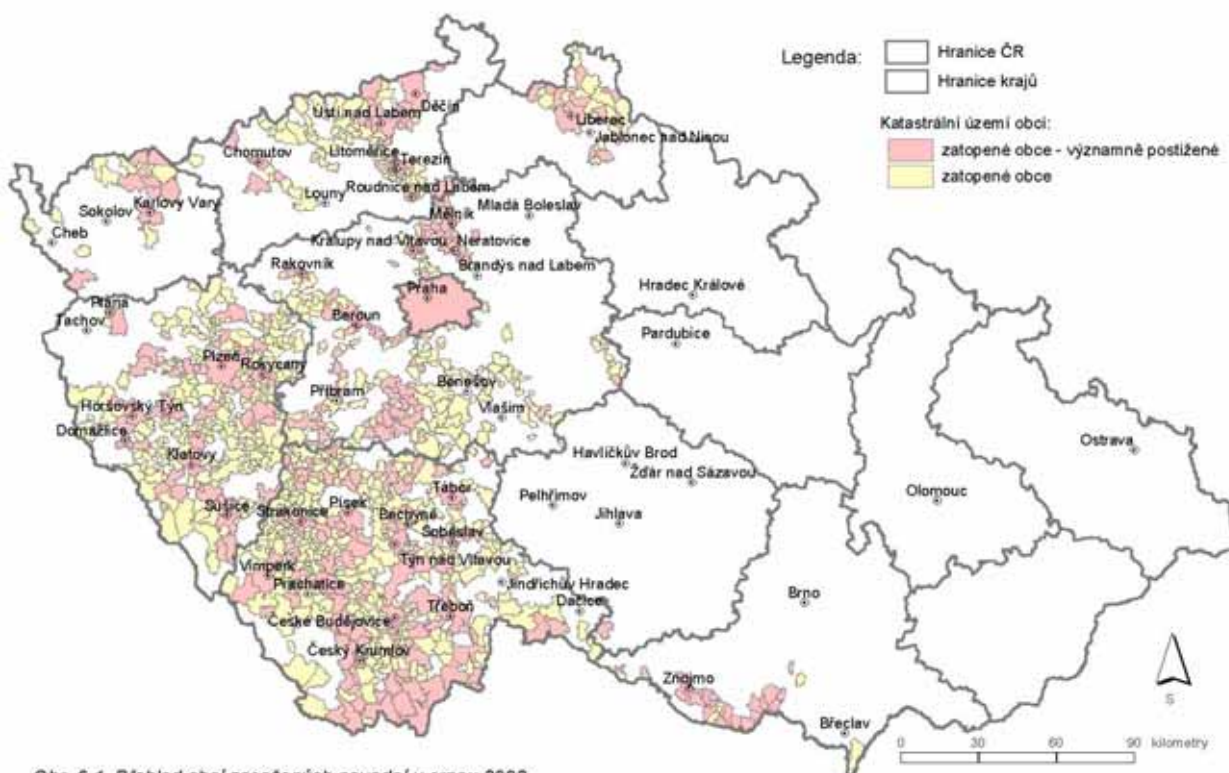 Legenda:
Hranice ČR
Hranice krajů
Katastrální území obcí:
zatopené obce - významně postižené
zatopené obce
Děčín
Ústí nad Labem
Liberec
Jablonec nad Nisou
Chomutov
Litoměřice
Terezín
Louny
Roudnice nad Labem
Karlovy Vary
Sokolov
Cheb
Mělník
Mladá Boleslav
Kralupy nad Vltavou
Neratovice
Brandýs nad Labem
Rakovník
Praha
Hradec Králové
Planá
Tachov
Beroun
Pardubice
Plzeň
Rokycany
Příbram
Benešov
Vlašim
Horšovský Týn
Domažlice
Klatovy
Havlíčkův Brod
Žďár nad Sázavou
Ostrava
Pelhřimov
Jihlava
Olomouc
Sušice
Strakonice
Písek
Tábor
Bechyně
Soběslav
Týn nad Vltavou
Vimperk
Prachatice
Jindřichův Hradec
Dačice
Třeboň
Brno
České Budějovice
Český Krumlov
Znojmo
Břeclav
S
0 30 60 90 kilometry